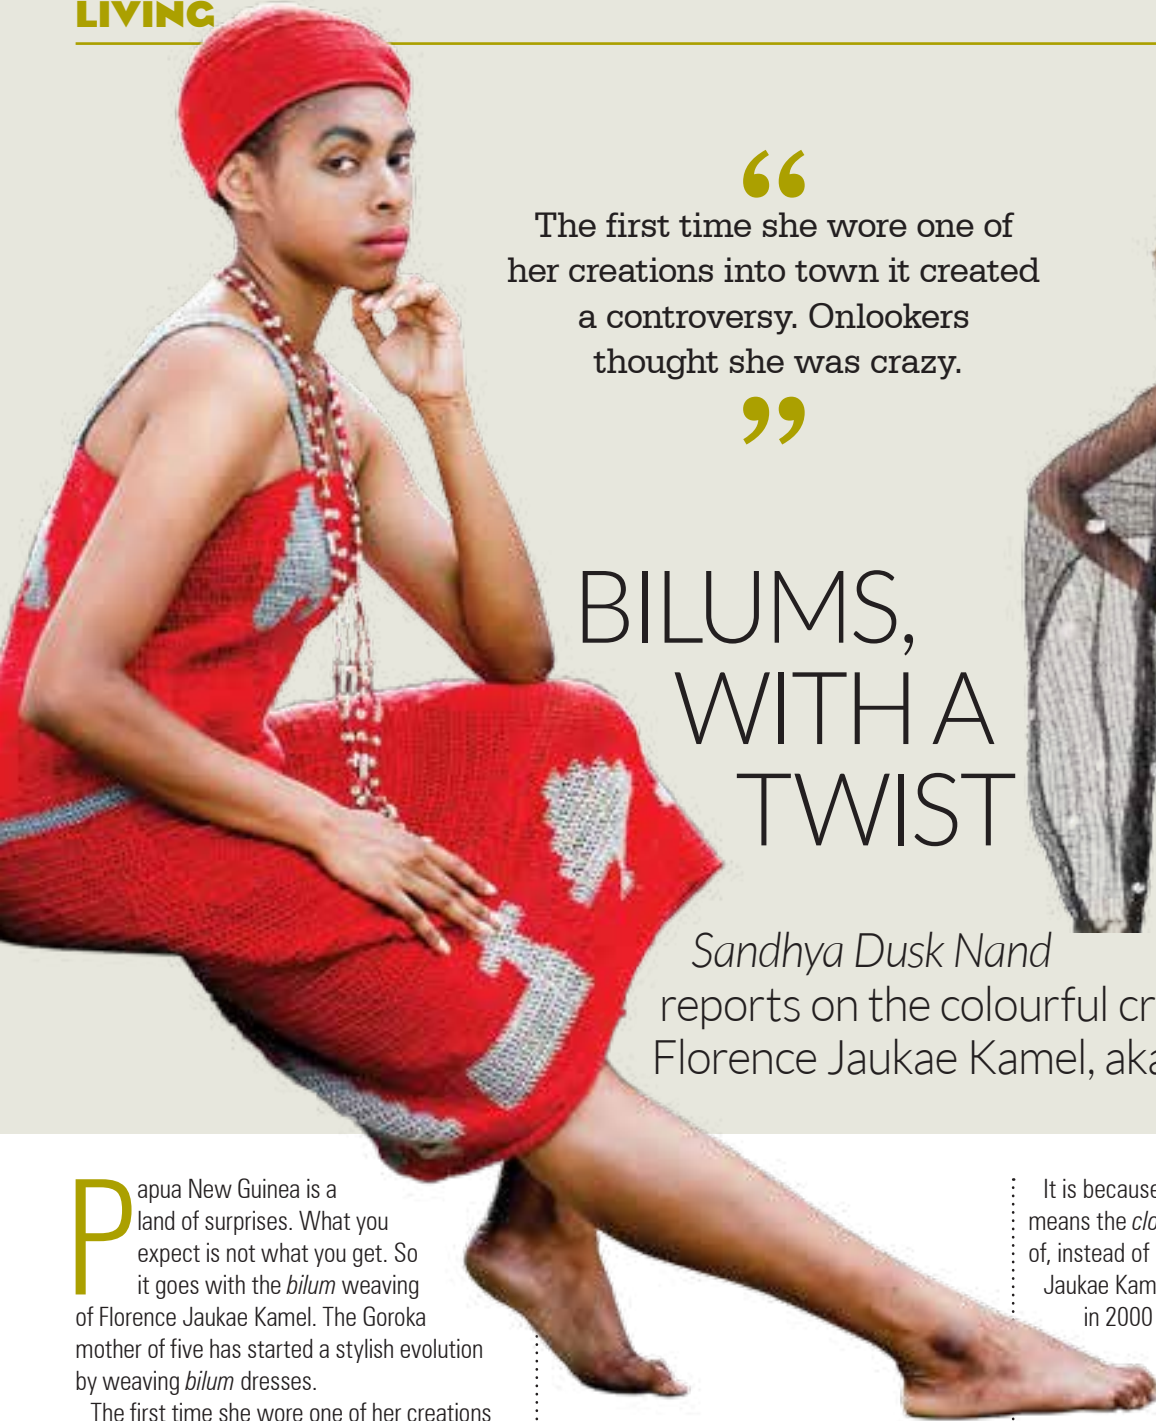 LIVING
“
The first time she wore one of
her creations into town it created
a controversy. Onlookers
thought she was crazy.
”
BILUMS,
WITH A
TWIST
Sandhya Dusk Nand
reports on the colourful
Florence Jaukae Kamel, aka
Papua New Guinea is a
land of surprises. What you
expect is not what you get. So
it goes with the bilum weaving
of Florence Jaukae Kamel. The Goroka
mother of five has started a stylish evolution
by weaving bilum dresses.
The first time she wore one of her creations
It is because
means the
of, instead of
Jaukae
in 2000